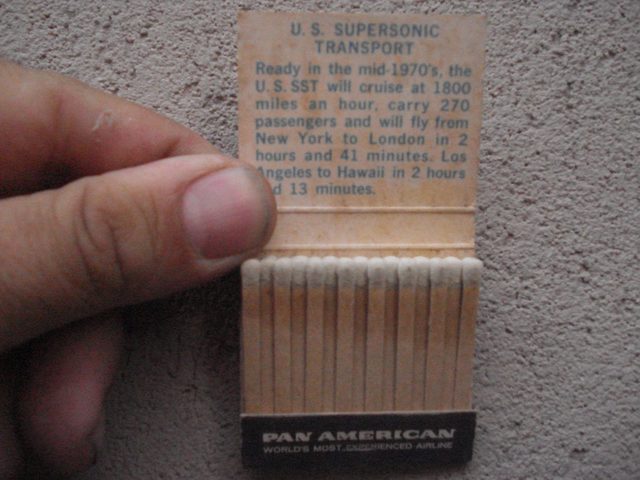 U. S. SUPERSONIC
TRANSPORT
Ready in the mid-1970's, the
U. S. SST will cruise at 1800
miles an hour, carry 270
passengers and will fly from
New York to London in 2
hours and 41 minutes. Los
Angeles to Hawaii in 2 hours
d 13 minutes.
PAN AMERICAN
WORLD'S MOST EXPERIENCED AIRLINE